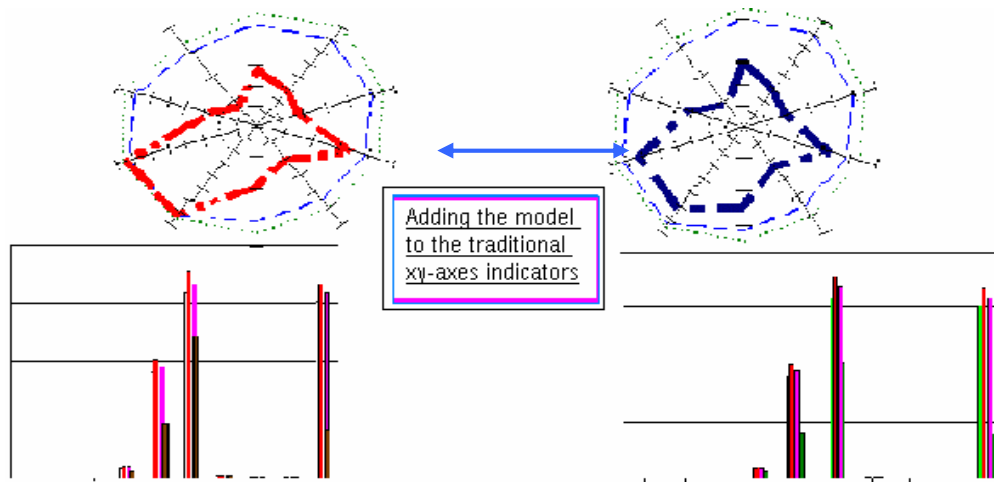 Adding the model
to the traditional
xy-axes indicators